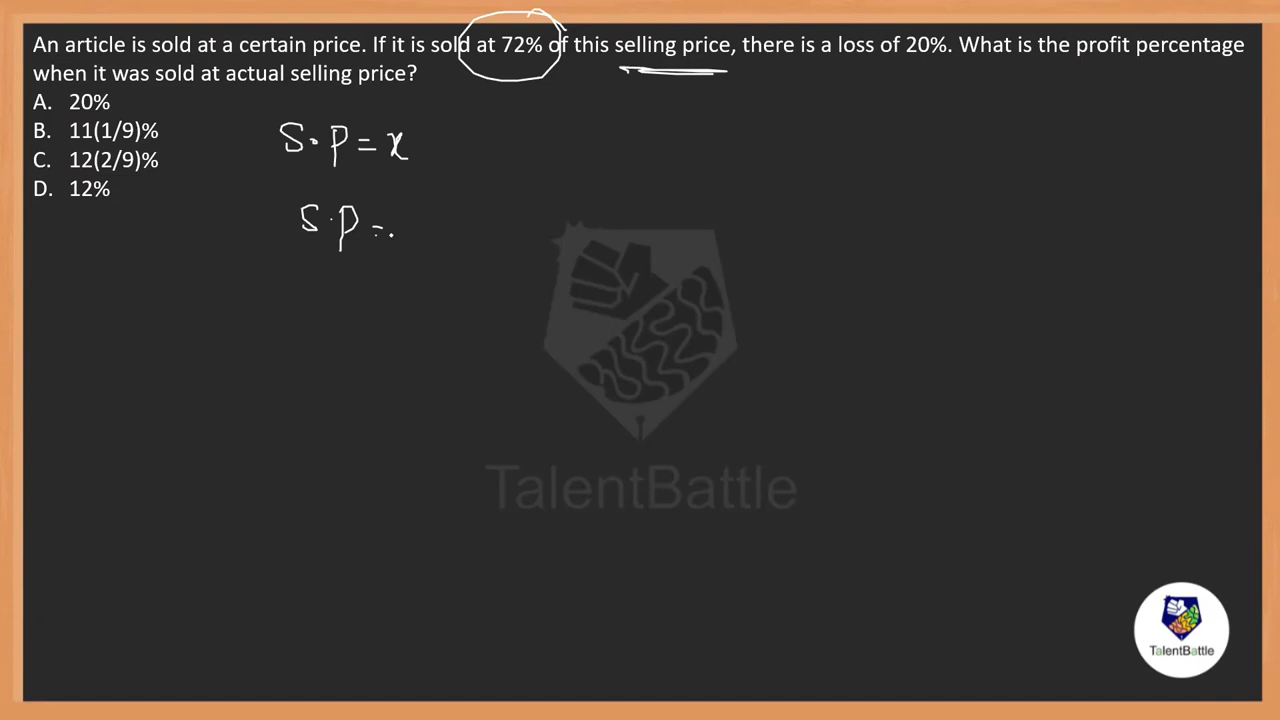 An article is sold at a certain price. If it is sold at 72% of this selling price, there is a loss of 20%. What is the profit percentage
when it was sold at actual selling price?
A. 20%
B. 11(1/9)%
C. 12(2/9)%
D. 12%
S.P = x
S.P =.
TalentBattle
TalentBattle